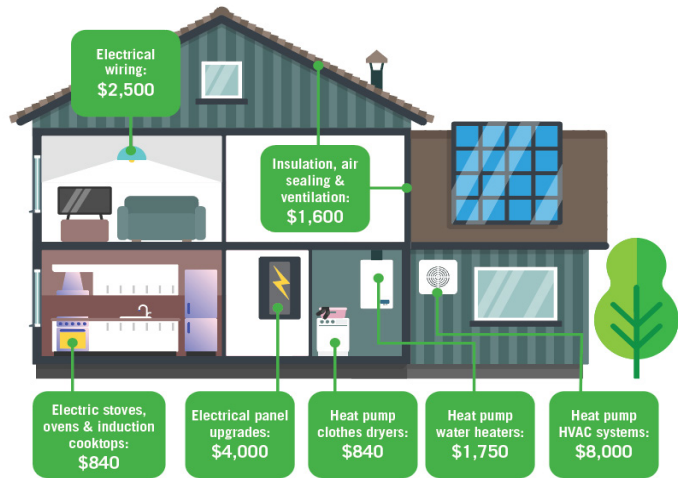 Electrical
wiring:
$2,500
Insulation, air
sealing &
ventilation:
$1,600
Electric stoves,
ovens & induction
cooktops:
$840
Electrical panel
upgrades:
$4,000
Heat pump
clothes dryers:
$840
Heat pump
water heaters:
$1,750
Heat pump
HVAC systems:
$8,000